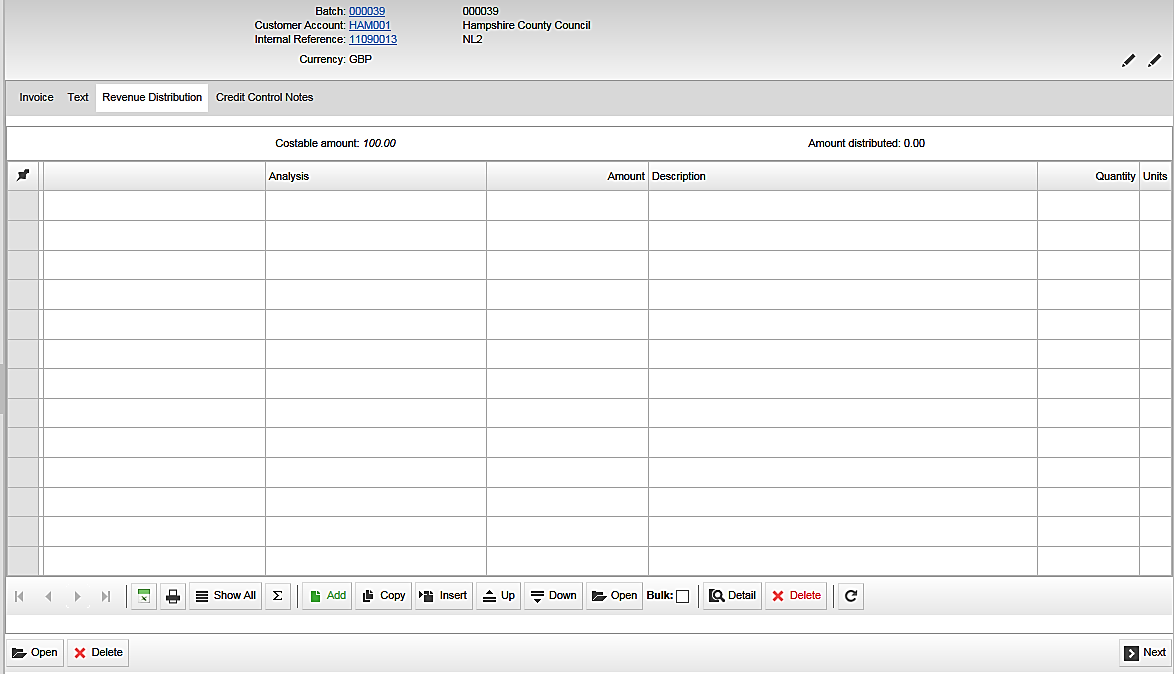 Batch: 000039 000039
Customer Account: HAM001 Hampshire County Council
Internal Reference: 11090013 NL2
Currency: GBP
Invoice Text Revenue Distribution Credit Control Notes
Costable amount: 100.00 Amount distributed: 0.00
Analysis Amount Description Quantity Units
Show All Σ Add Copy Insert Up Down Open Bulk: Detail Delete
Open Delete Next